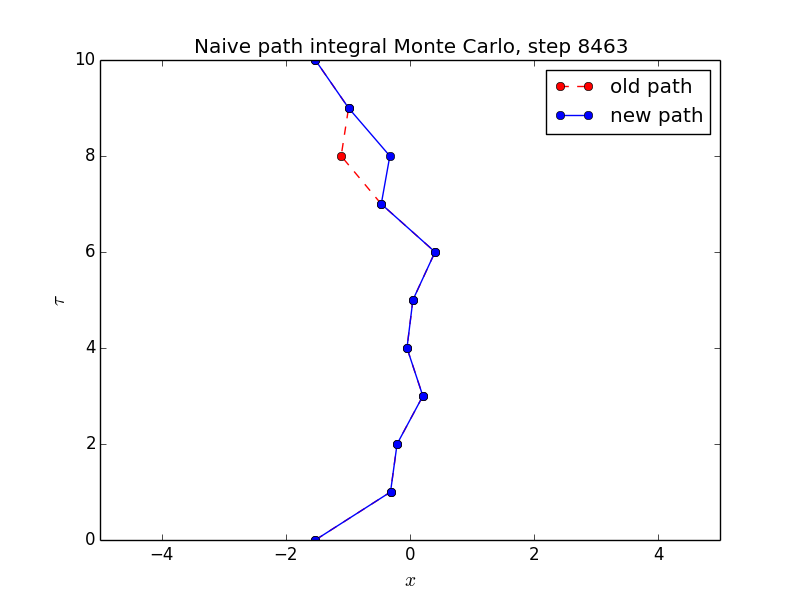 Naive path integral Monte Carlo, step 8463
old path
new path
10
8
6
4
2
0
τ
−4 −2 0 2 4
x